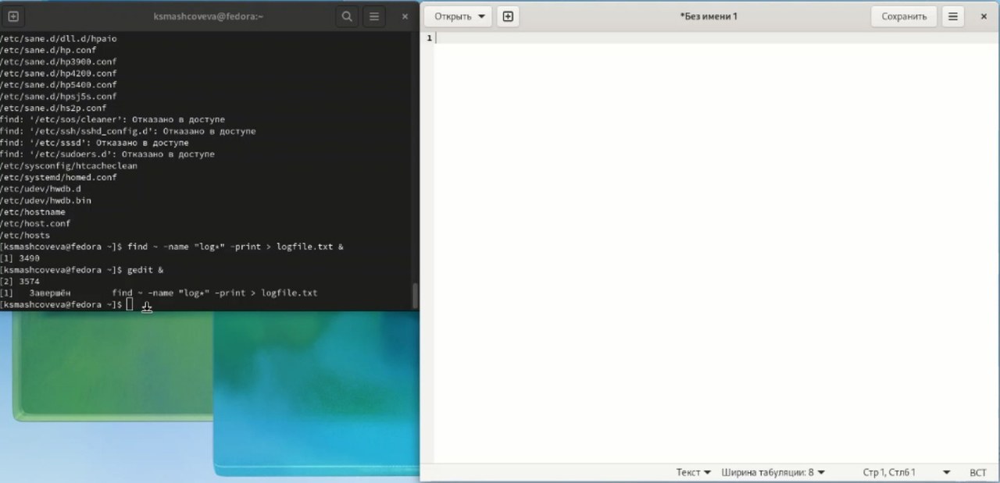 ksmashcoveva@fedora:~
/etc/sane.d/dll.d/hpaio
/etc/sane.d/hp.conf
/etc/sane.d/hp3900.conf
/etc/sane.d/hp4200.conf
/etc/sane.d/hp5400.conf
/etc/sane.d/hpsj5s.conf
/etc/sane.d/hs2p.conf
find: '/etc/sos/cleaner': Отказано в доступе
find: '/etc/ssh/sshd_config.d': Отказано в доступе
find: '/etc/sssd': Отказано в доступе
find: '/etc/sudoers.d': Отказано в доступе
/etc/sysconfig/htcacheclean
/etc/systemd/homed.conf
/etc/udev/hwdb.d
/etc/udev/hwdb.bin
/etc/hostname
/etc/host.conf
/etc/hosts
[ksmashcoveva@fedora ~]$ find ~ -name "log*" -print > logfile.txt &
[1] 3490
[ksmashcoveva@fedora ~]$ gedit &
[2] 3574
[1]   Завершён        find ~ -name "log*" -print > logfile.txt
[ksmashcoveva@fedora ~]$
Открыть
*Без имени 1
Сохранить
1
Текст
Ширина табуляции: 8
Стр 1, Стлб 1
ВСТ